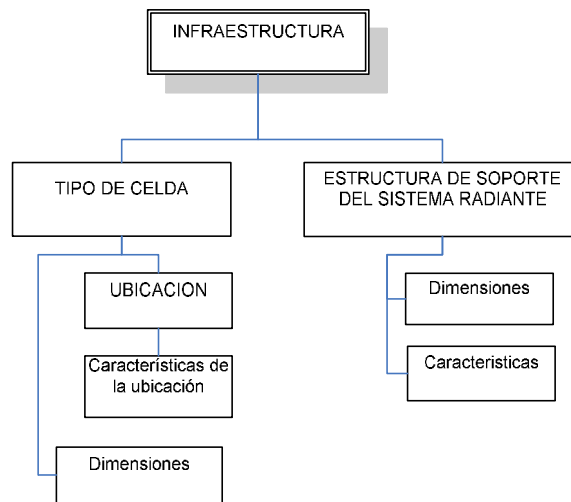 INFRAESTRUCTURA
TIPO DE CELDA
ESTRUCTURA DE SOPORTE
DEL SISTEMA RADIANTE
UBICACION
Dimensiones
Características de
la ubicación
Caracteristicas
Dimensiones